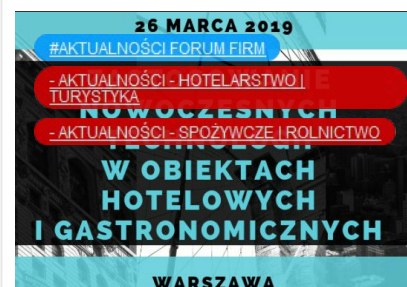 26 MARCA 2019
#AKTUALNOŚCI FORUM FIRM
- AKTUALNOŚCI - HOTELARSTWO I
TURYSTYKA
NOWOCZESNYCH
- AKTUALNOŚCI - SPOŻYWCZE I ROLNICTWO
TECHNOLOGII
W OBIEKTACH
HOTELOWYCH
I GASTRONOMICZNYCH
WARSZAWA